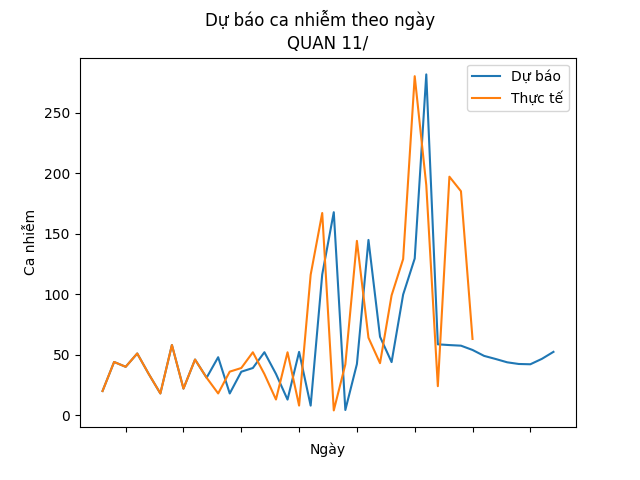 Dự báo ca nhiễm theo ngày
QUAN 11/
Dự báo
Thực tế
250
200
150
100
50
0
Ca nhiễm
Ngày